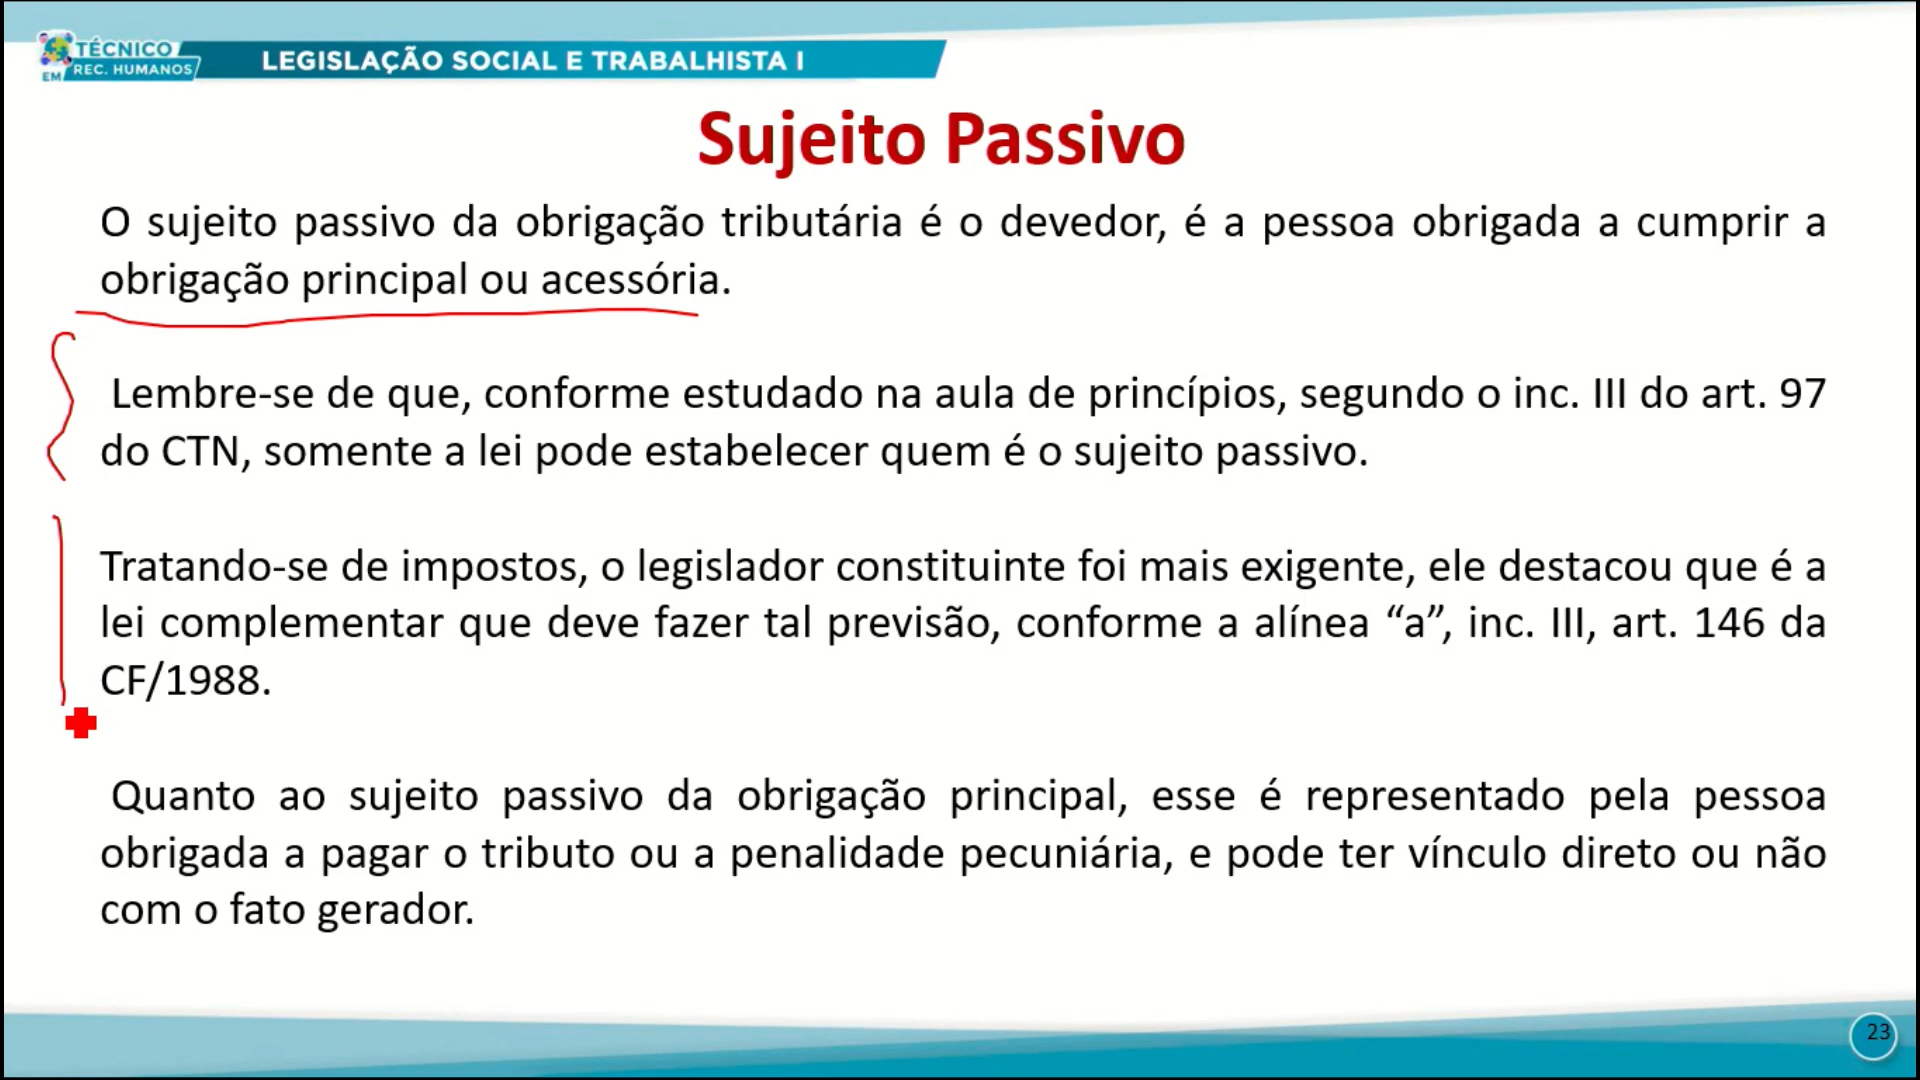 TÉCNICO
EM REC. HUMANOS
LEGISLAÇÃO SOCIAL E TRABALHISTA I
Sujeito Passivo
O sujeito passivo da obrigação tributária é o devedor, é a pessoa obrigada a cumprir a
obrigação principal ou acessória.
Lembre-se de que, conforme estudado na aula de princípios, segundo o inc. III do art. 97
do CTN, somente a lei pode estabelecer quem é o sujeito passivo.
Tratando-se de impostos, o legislador constituinte foi mais exigente, ele destacou que é a
lei complementar que deve fazer tal previsão, conforme a alínea “a”, inc. III, art. 146 da
CF/1988.
Quanto ao sujeito passivo da obrigação principal, esse é representado pela pessoa
obrigada a pagar o tributo ou a penalidade pecuniária, e pode ter vínculo direto ou não
com o fato gerador.
23